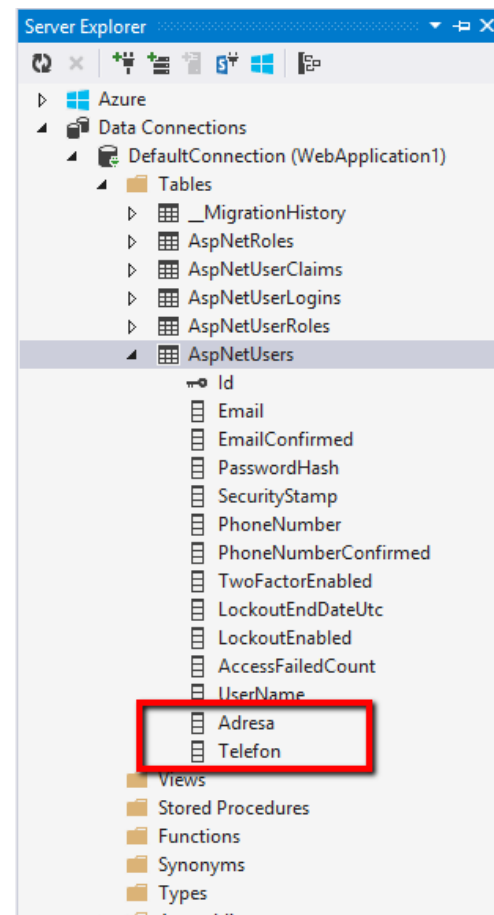 Server Explorer
Azure
Data Connections
DefaultConnection (WebApplication1)
Tables
__MigrationHistory
AspNetRoles
AspNetUserClaims
AspNetUserLogins
AspNetUserRoles
AspNetUsers
Id
Email
EmailConfirmed
PasswordHash
SecurityStamp
PhoneNumber
PhoneNumberConfirmed
TwoFactorEnabled
LockoutEndDateUtc
LockoutEnabled
AccessFailedCount
UserName
Adresa
Telefon
Views
Stored Procedures
Functions
Synonyms
Types